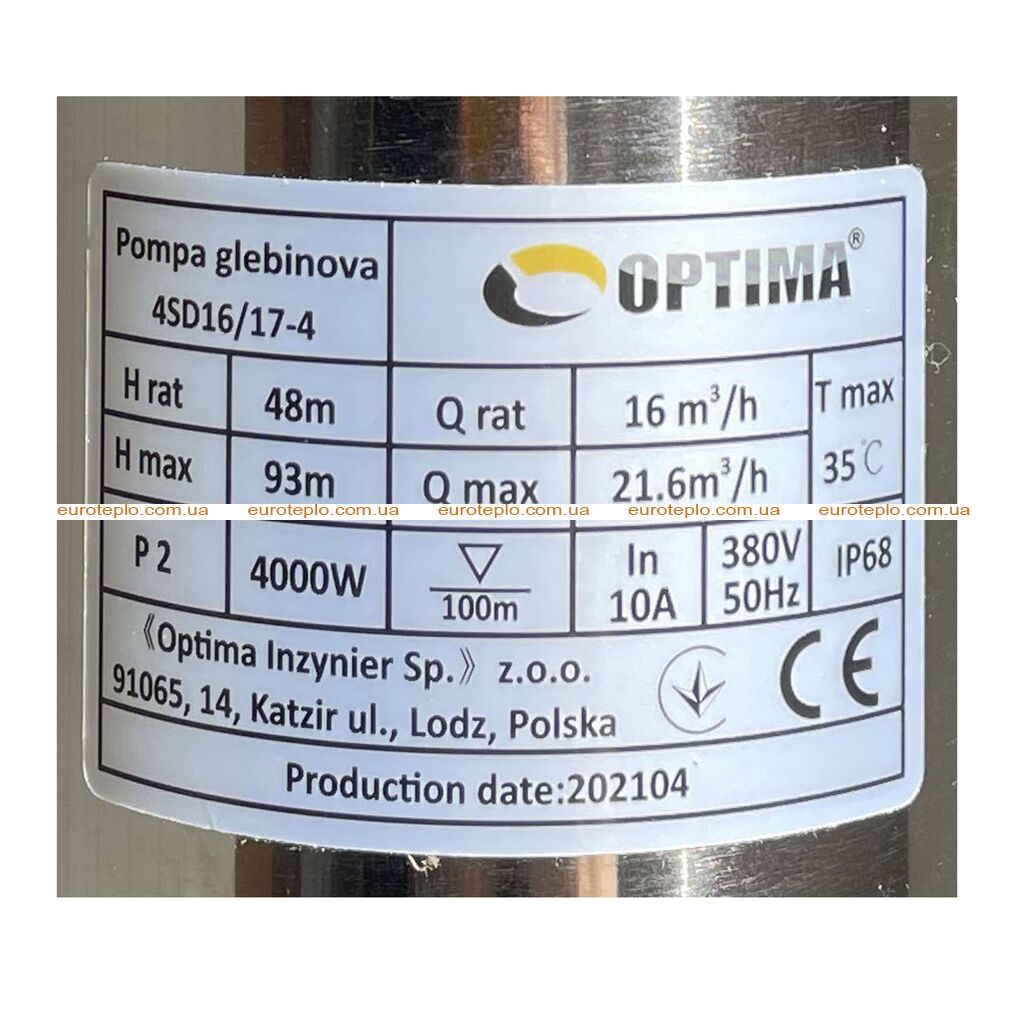 Pompa glebinova
4SD16/17-4
OPTIMA®
H rat 48m Q rat 16 m³/h T max
H max 93m Q max 21.6m³/h 35℃
euroteplo.com.ua euroteplo.com.ua euroteplo.com.ua euroteplo.com.ua euroteplo.com.ua
P 2 4000W 100m In 10A 380V 50Hz IP68
《Optima Inzynier Sp.》 z.o.o.
91065, 14, Katzir ul., Lodz, Polska
CE
Production date:202104